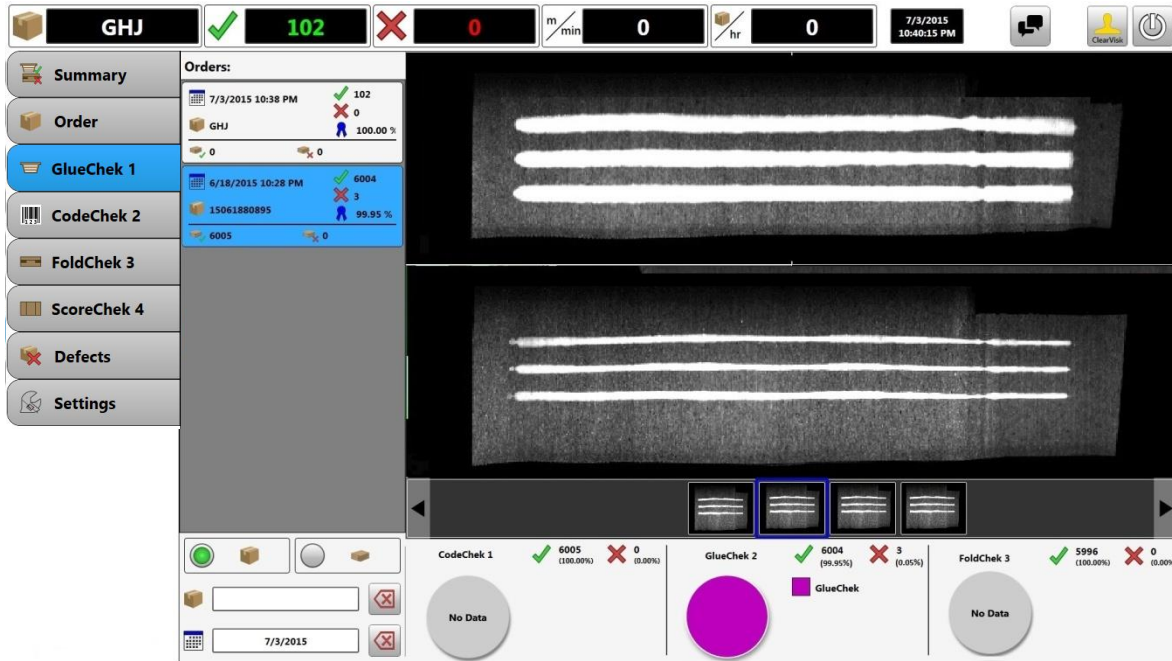 GHJ
102
0
m/min
0
/hr
0
7/3/2015
10:40:15 PM
ClearVisk
Summary
Order
GlueChek 1
CodeChek 2
FoldChek 3
ScoreChek 4
Defects
Settings
Orders:
7/3/2015 10:38 PM
102
0
GHJ
100.00 %
0
0
6/18/2015 10:28 PM
6004
3
15061880895
99.95 %
6005
0
7/3/2015
CodeChek 1
6005
(100.00%)
0
(0.00%)
No Data
GlueChek 2
6004
(99.95%)
3
(0.05%)
GlueChek
FoldChek 3
5996
(100.00%)
0
(0.00%
No Data